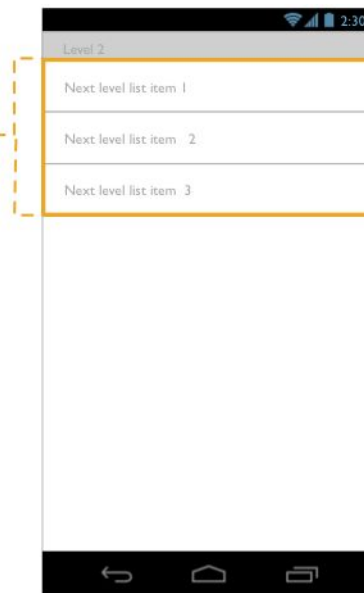 2:30
Level 2
Next level list item 1
Next level list item 2
Next level list item 3